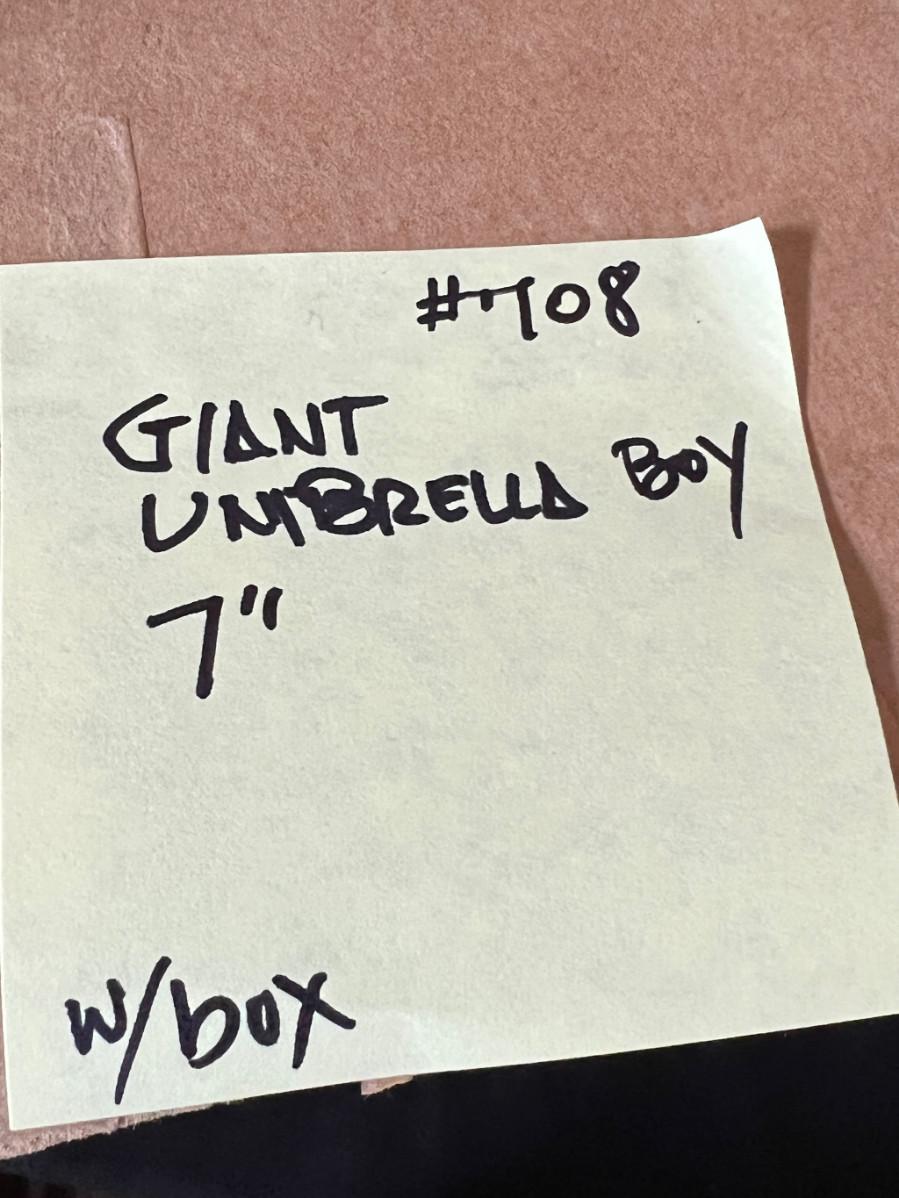 #708
GIANT
UMBRELLA BOY
7"
w/box